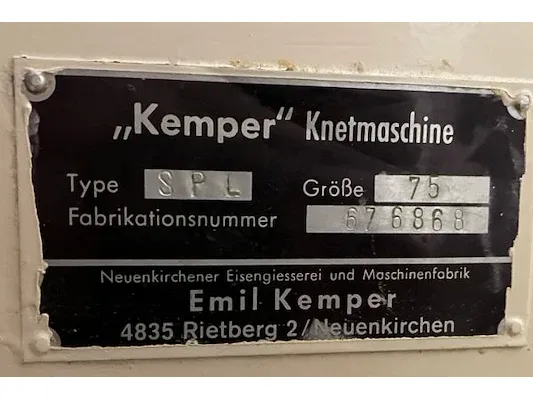 „Kemper" Knetmaschine
Type SPL Größe 75
Fabrikationsnummer 676868
Neuenkirchener Eisengiesserei und Maschinenfabrik
Emil Kemper
4835 Rietberg 2/Neuenkirchen